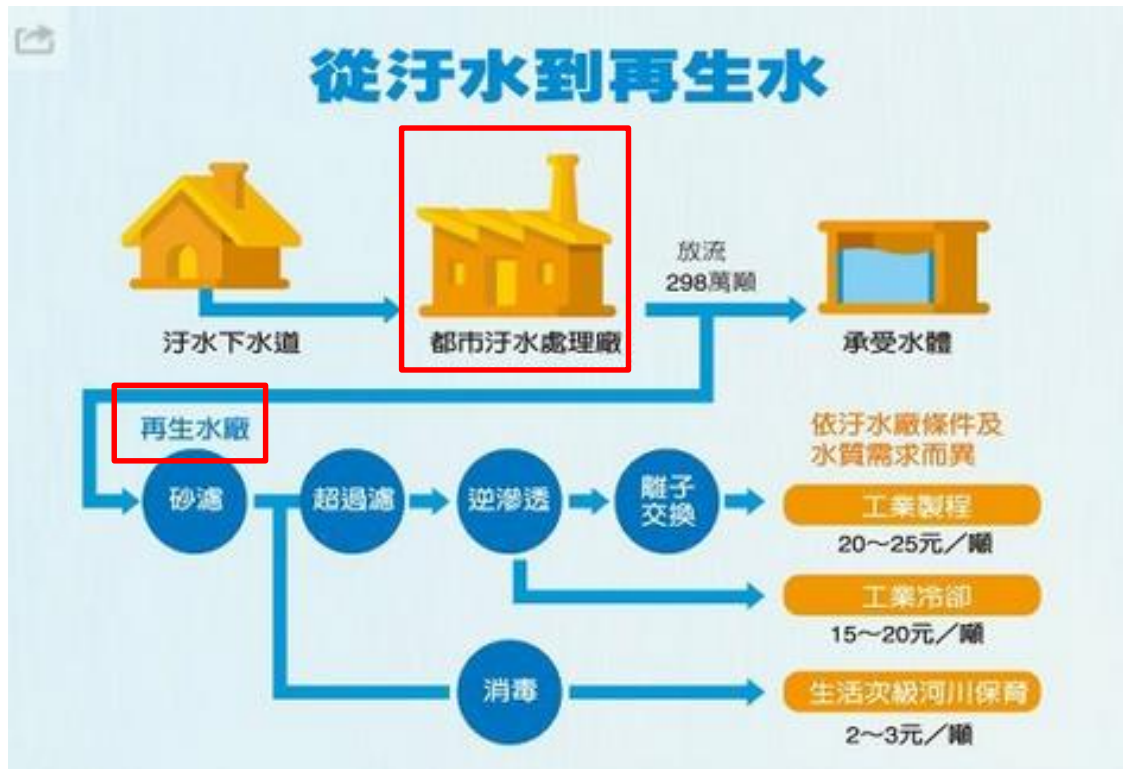 從汙水到再生水
放流
298萬噸
汙水下水道
都市汙水處理廠
承受水體
再生水廠
依汙水廠條件及
水質需求而異
砂濾
超過濾
逆滲透
離子
交換
工業製程
20～25元／噸
工業冷卻
15～20元／噸
消毒
生活次級河川保育
2～3元／噸